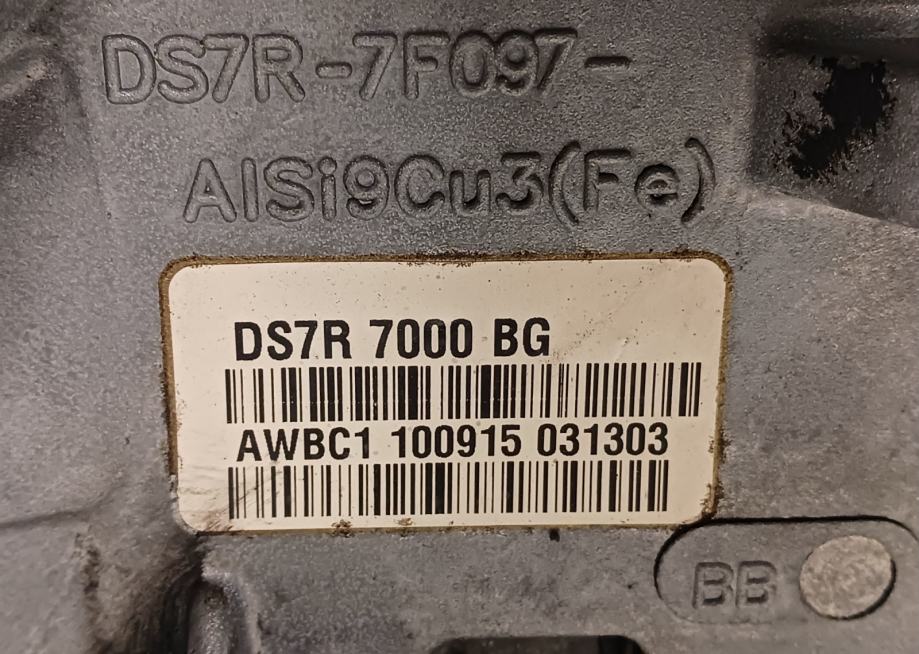 DS7R-7F097-
AlSi9Cu3(Fe)
DS7R 7000 BG
AWBC1 100915 031303
BB